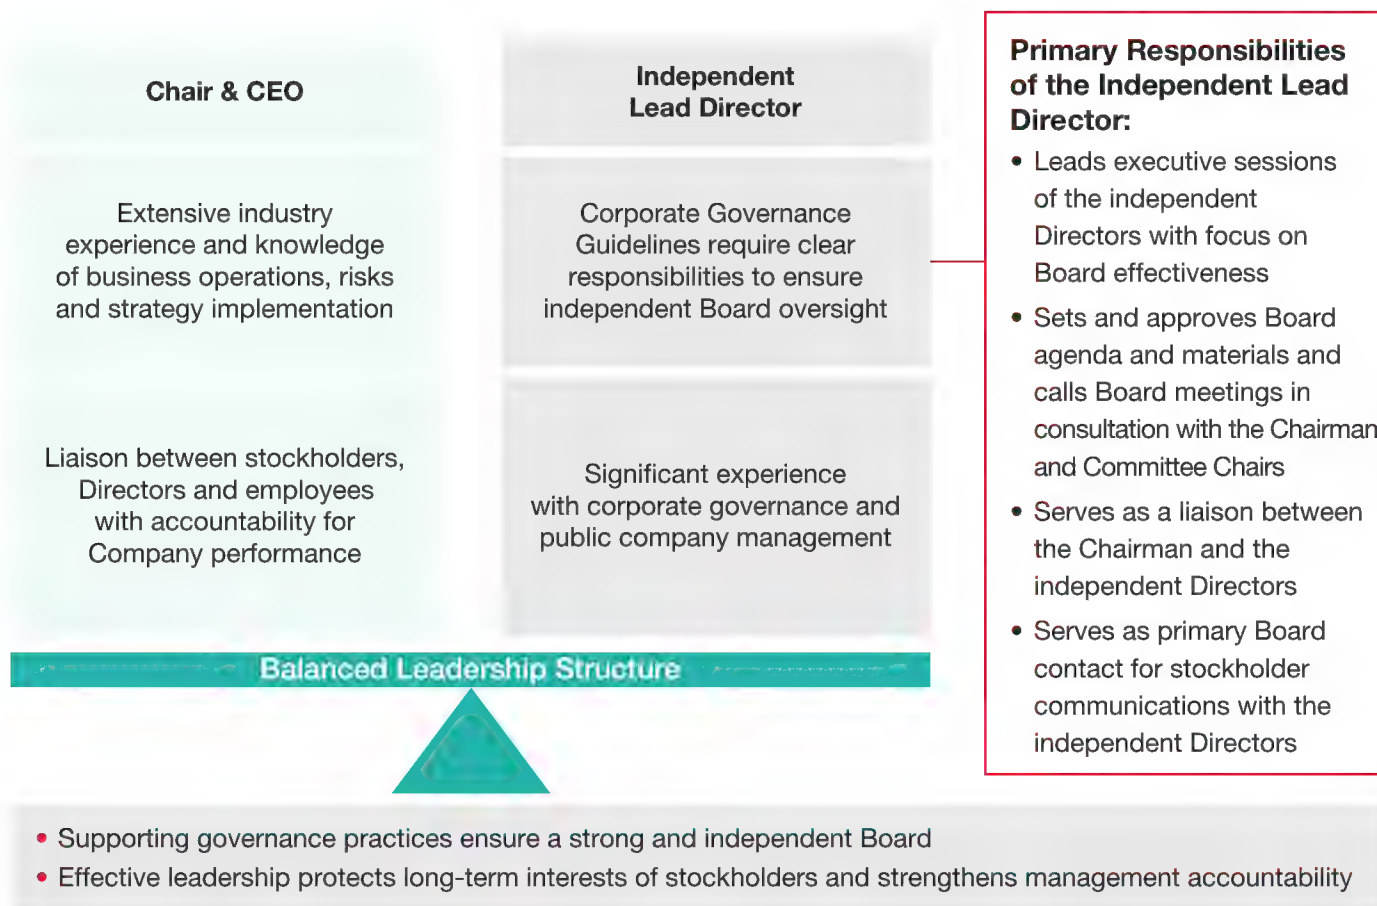 Chair & CEO
Extensive industry
experience and knowledge
of business operations, risks
and strategy implementation
Liaison between stockholders,
Directors and employees
with accountability for
Company performance
Independent
Lead Director
Corporate Governance
Guidelines require clear
responsibilities to ensure
independent Board oversight
Significant experience
with corporate governance and
public company management
Balanced Leadership Structure
Primary Responsibilities
of the Independent Lead
Director:
• Leads executive sessions
of the independent
Directors with focus on
Board effectiveness
• Sets and approves Board
agenda and materials and
calls Board meetings in
consultation with the Chairman
and Committee Chairs
• Serves as a liaison between
the Chairman and the
independent Directors
• Serves as primary Board
contact for stockholder
communications with the
independent Directors
• Supporting governance practices ensure a strong and independent Board
• Effective leadership protects long-term interests of stockholders and strengthens management accountability